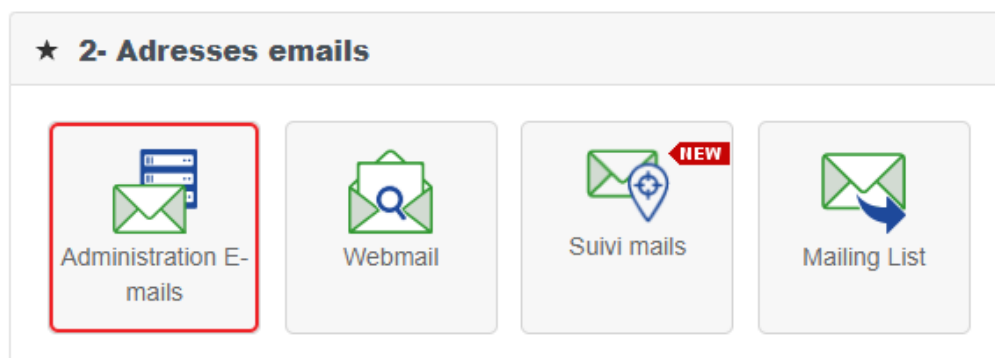 ★ 2- Adresses emails
Administration E-
mails
Webmail
NEW
Suivi mails
Mailing List